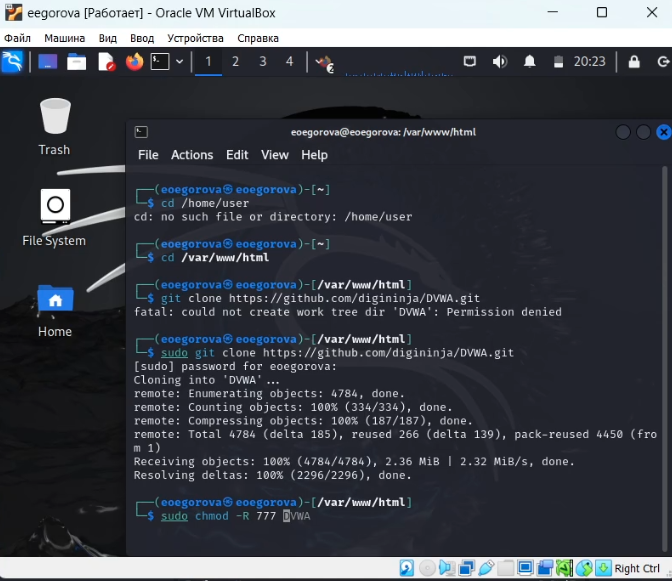 eegorova [Работает] - Oracle VM VirtualBox
Файл Машина Вид Ввод Устройства Справка
1 2 3 4 2 20:23
Trash
File System
Home
eoegorova@eoegorova: /var/www/html
File Actions Edit View Help
┌──(eoegorova㉿eoegorova)-[~]
└─$ cd /home/user
cd: no such file or directory: /home/user
┌──(eoegorova㉿eoegorova)-[~]
└─$ cd /var/www/html
┌──(eoegorova㉿eoegorova)-[/var/www/html]
└─$ git clone https://github.com/digininja/DVWA.git
fatal: could not create work tree dir 'DVWA': Permission denied
┌──(eoegorova㉿eoegorova)-[/var/www/html]
└─$ sudo git clone https://github.com/digininja/DVWA.git
[sudo] password for eoegorova:
Cloning into 'DVWA'...
remote: Enumerating objects: 4784, done.
remote: Counting objects: 100% (334/334), done.
remote: Compressing objects: 100% (187/187), done.
remote: Total 4784 (delta 185), reused 266 (delta 139), pack-reused 4450 (fro
m 1)
Receiving objects: 100% (4784/4784), 2.36 MiB | 2.32 MiB/s, done.
Resolving deltas: 100% (2296/2296), done.
┌──(eoegorova㉿eoegorova)-[/var/www/html]
└─$ sudo chmod -R 777 DVWA
Right Ctrl